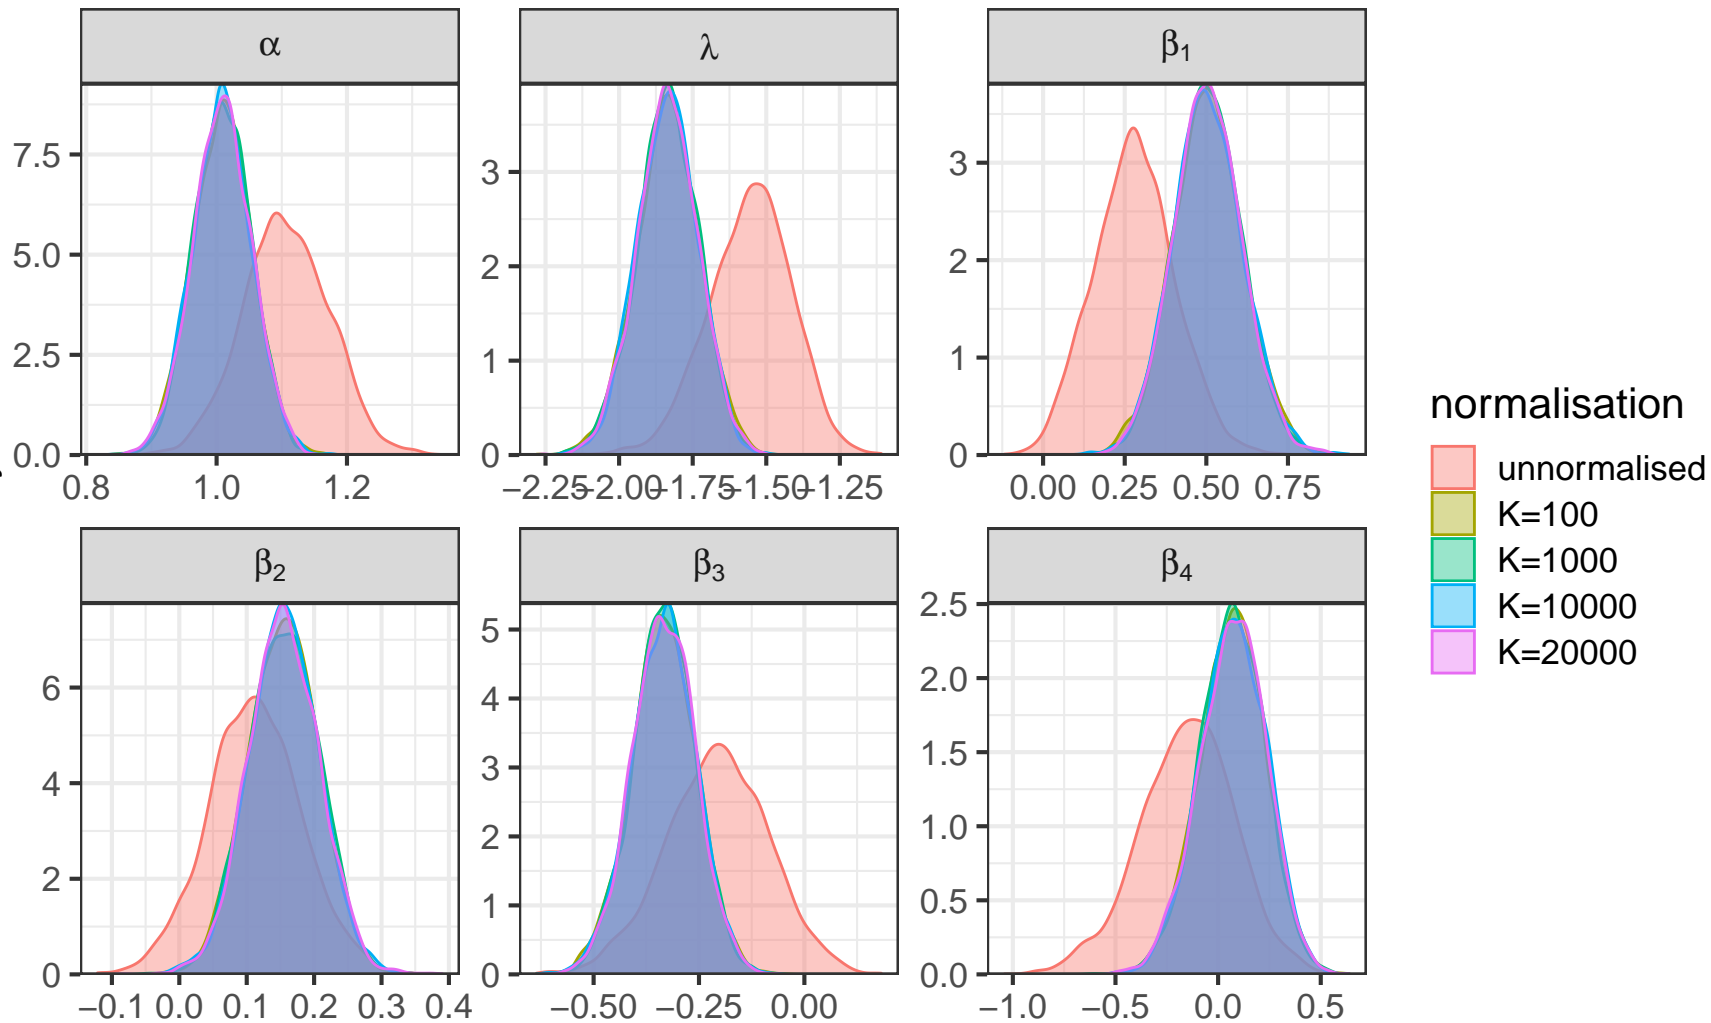 α λ β1
7.5 3 3
5.0 2 2
2.5 1 1
0.0 0 0
0.8 1.0 1.2 −2.25 −2.00 −1.75 −1.50 −1.25 0.00 0.25 0.50 0.75
β2 β3 β4
6 5 2.5
4 4 2.0
2 3 1.5
0 2 1.0
1 0.5
0 0.0
−0.1 0.0 0.1 0.2 0.3 0.4 −0.50 −0.25 0.00 −1.0 −0.5 0.0 0.5
normalisation
unnormalised
K=100
K=1000
K=10000
K=20000